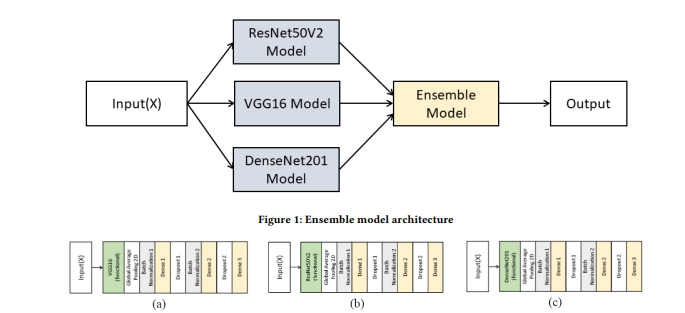 ResNet50V2
Model
Input(X)
VGG16 Model
Ensemble
Model
Output
DenseNet201
Model
Figure 1: Ensemble model architecture
Input(X)
VGG16
(functional)
Global Average
Pooling 2D
Batch
Normalization 1
Dense 1
Dropout 1
Batch
Normalization 2
Dense 2
Dropout 2
Dense 3
(a)
Input(X)
ResNet50V2
(functional)
Global Average
Pooling 2D
Batch
Normalization 1
Dense 1
Dropout 1
Batch
Normalization 2
Dense 2
Dropout 2
Dense 3
(b)
Input(X)
DenseNet201
(functional)
Global Average
Pooling 2D
Batch
Normalization 1
Dense 1
Dropout 1
Batch
Normalization 2
Dense 2
Dropout 2
Dense 3
(c)